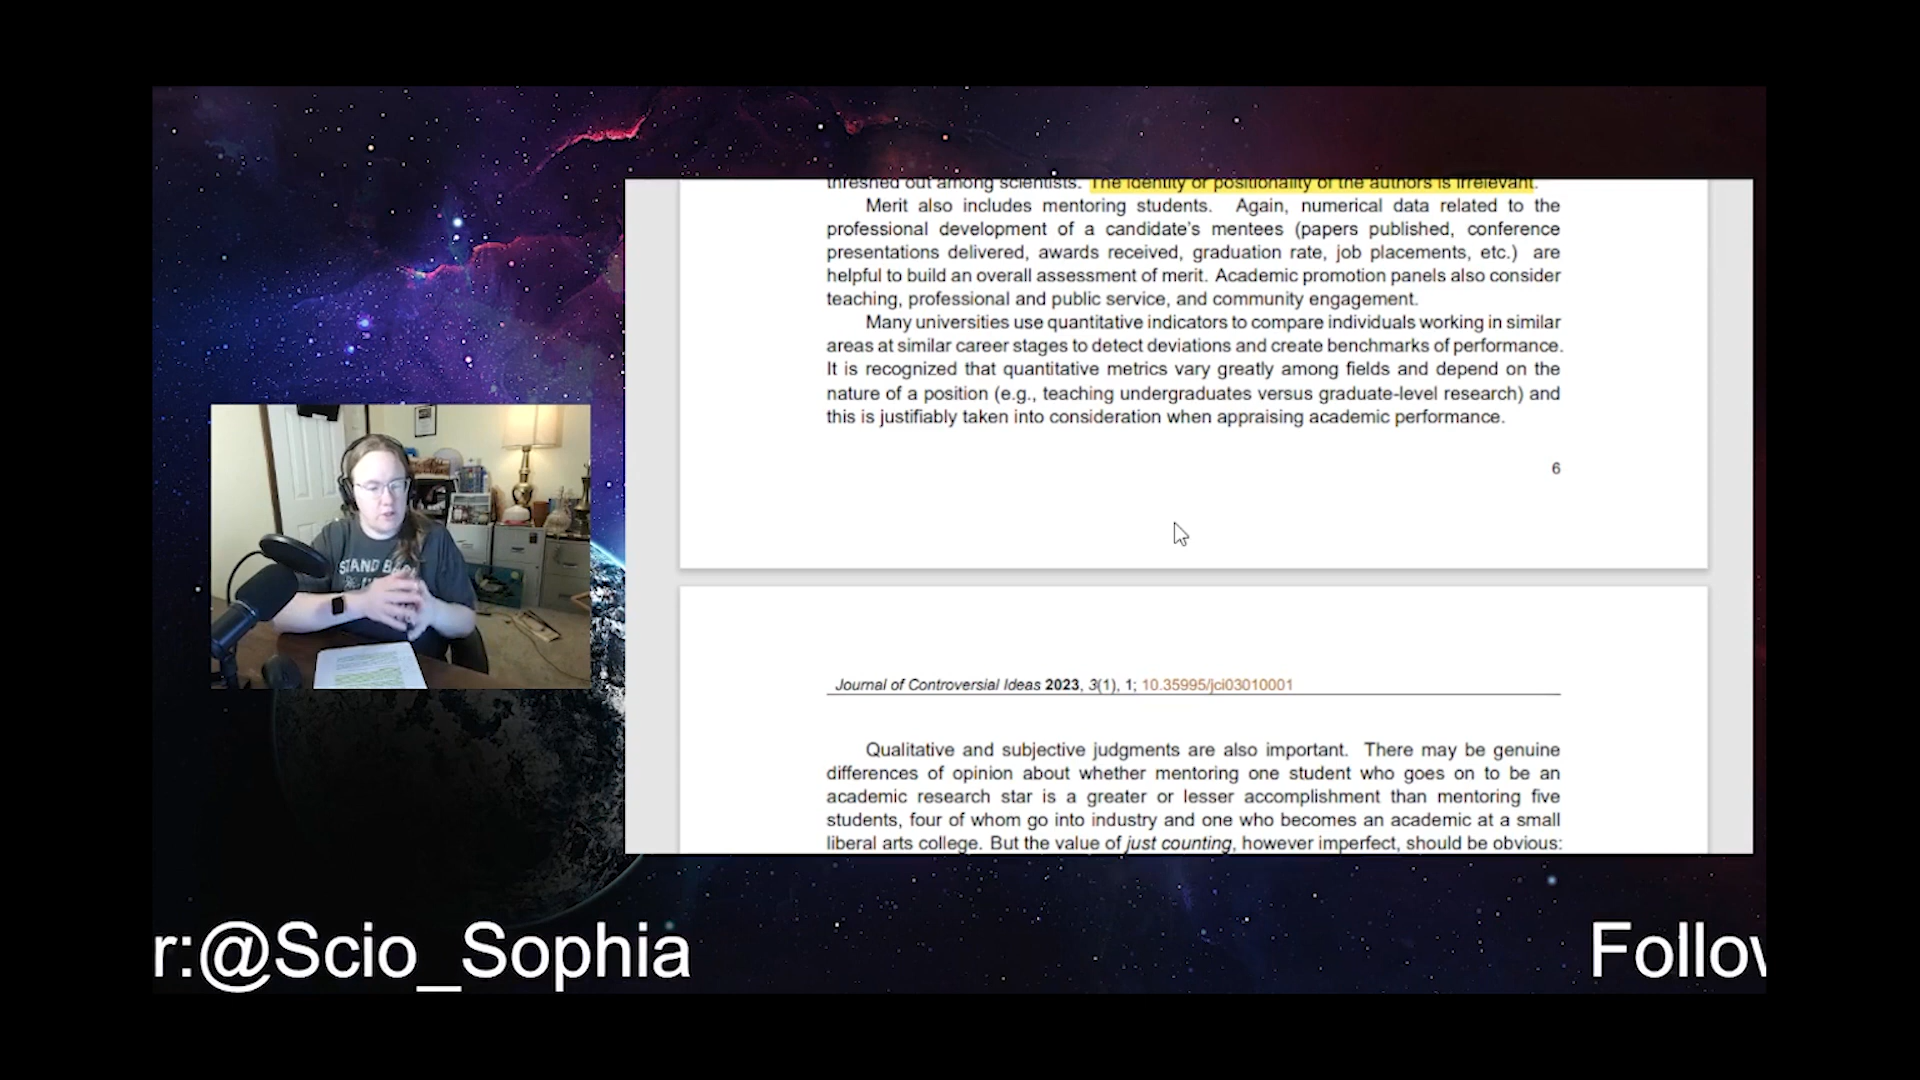 threshed out among scientists. The identity or positionality of the authors is irrelevant.
Merit also includes mentoring students. Again, numerical data related to the
professional development of a candidate's mentees (papers published, conference
presentations delivered, awards received, graduation rate, job placements, etc.) are
helpful to build an overall assessment of merit. Academic promotion panels also consider
teaching, professional and public service, and community engagement.
Many universities use quantitative indicators to compare individuals working in similar
areas at similar career stages to detect deviations and create benchmarks of performance.
It is recognized that quantitative metrics vary greatly among fields and depend on the
nature of a position (e.g., teaching undergraduates versus graduate-level research) and
this is justifiably taken into consideration when appraising academic performance.
6
STAND BACK
Journal of Controversial Ideas 2023, 3(1), 1; 10.35995/jci03010001
Qualitative and subjective judgments are also important. There may be genuine
differences of opinion about whether mentoring one student who goes on to be an
academic research star is a greater or lesser accomplishment than mentoring five
students, four of whom go into industry and one who becomes an academic at a small
liberal arts college. But the value of just counting, however imperfect, should be obvious:
r:@Scio_Sophia
Follow